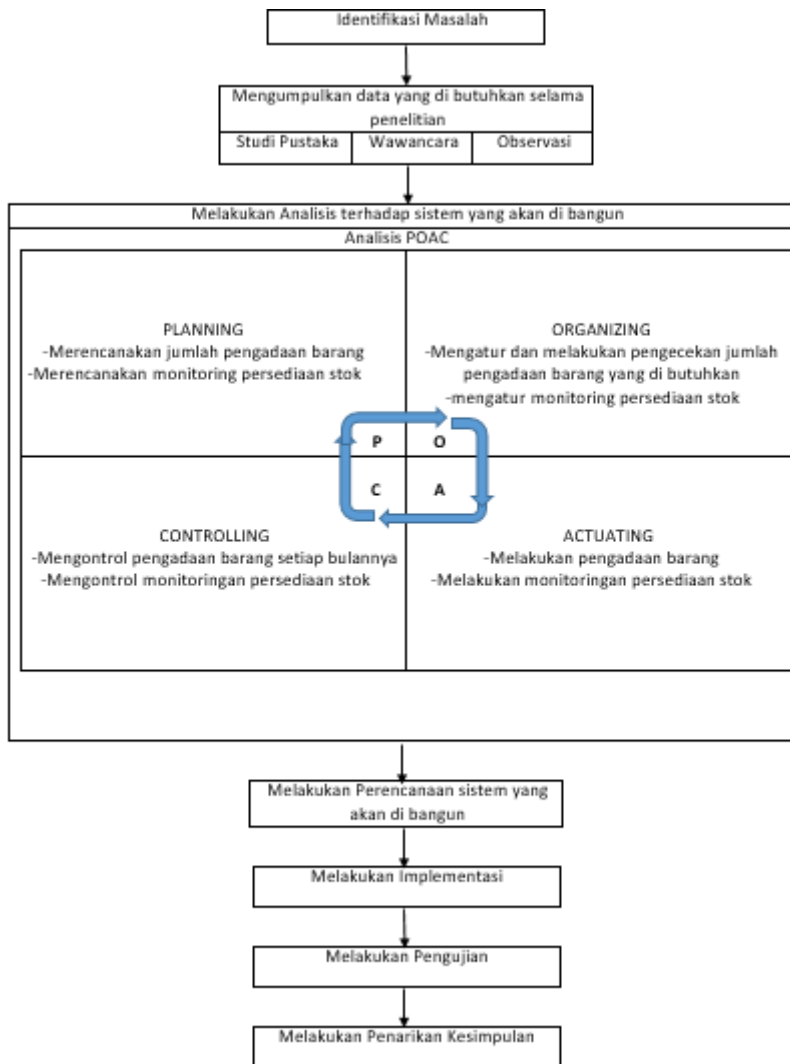 Identifikasi Masalah
Mengumpulkan data yang di butuhkan selama
penelitian
Studi Pustaka
Wawancara
Observasi
Melakukan Analisis terhadap sistem yang akan di bangun
Analisis POAC
PLANNING
-Merencanakan jumlah pengadaan barang
-Merencanakan monitoring persediaan stok
ORGANIZING
-Mengatur dan melakukan pengecekan jumlah
pengadaan barang yang di butuhkan
-mengatur monitoring persediaan stok
P
O
C
A
CONTROLLING
-Mengontrol pengadaan barang setiap bulannya
-Mengontrol monitoringan persediaan stok
ACTUATING
-Melakukan pengadaan barang
-Melakukan monitoringan persediaan stok
Melakukan Perencanaan sistem yang
akan di bangun
Melakukan Implementasi
Melakukan Pengujian
Melakukan Penarikan Kesimpulan